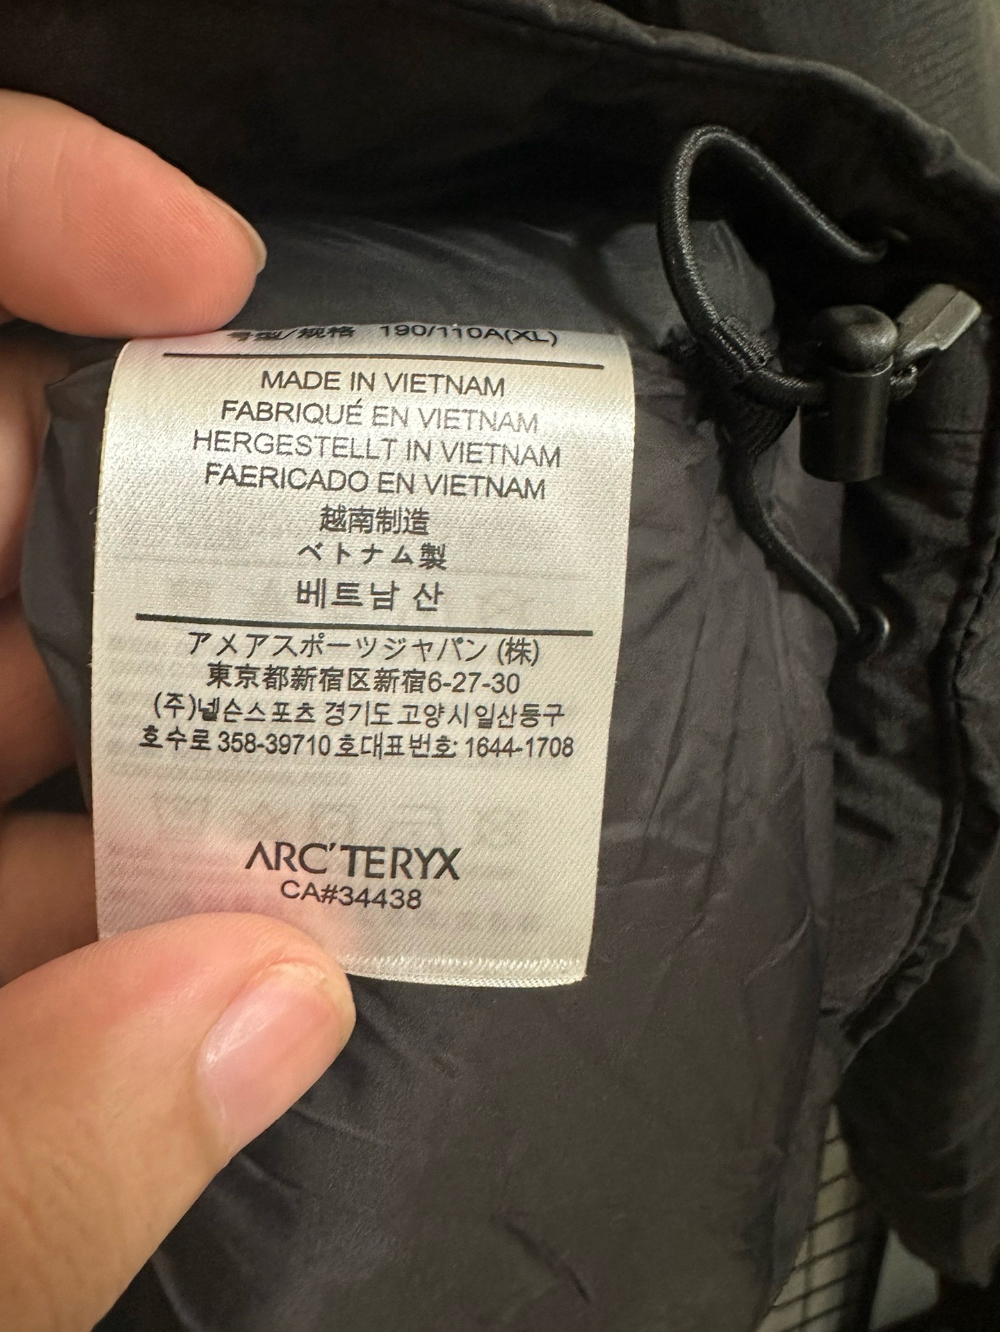 号型/规格 190/110A(XL)
MADE IN VIETNAM
FABRIQUÉ EN VIETNAM
HERGESTELLT IN VIETNAM
FAERICADO EN VIETNAM
越南制造
ベトナム製
베트남 산
アメアスポーツジャパン (株)
東京都新宿区新宿6-27-30
(주)넬슨스포츠 경기도 고양시일산동구
호수로 358-39710 호대표번호: 1644-1708
ARC'TERYX
CA#34438